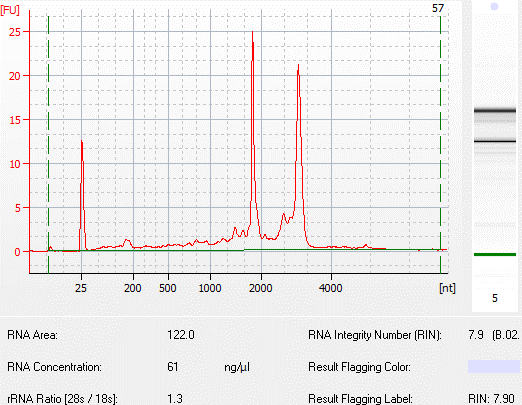 [FU]
57
25
20
15
10
5
0
25 200 500 1000 2000 4000 [nt]
5
RNA Area: 122.0 RNA Integrity Number (RIN): 7.9 (B.02.
RNA Concentration: 61 ng/µl Result Flagging Color:
rRNA Ratio [28s / 18s]: 1.3 Result Flagging Label: RIN: 7.90